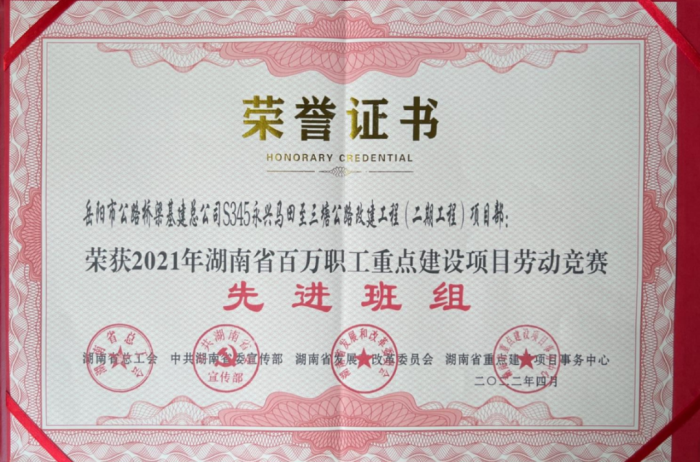 荣誉证书
HONORARY CREDENTIAL
岳阳市公路桥梁基建总公司S345永兴马田至三塘公路改建工程（二期工程）项目部：
荣获2021年湖南省百万职工重点建设项目劳动竞赛
先进班组
湖南省总工会 中共湖南省委宣传部 湖南省发展和改革委员会 湖南省重点建设项目事务中心
二〇二二年四月